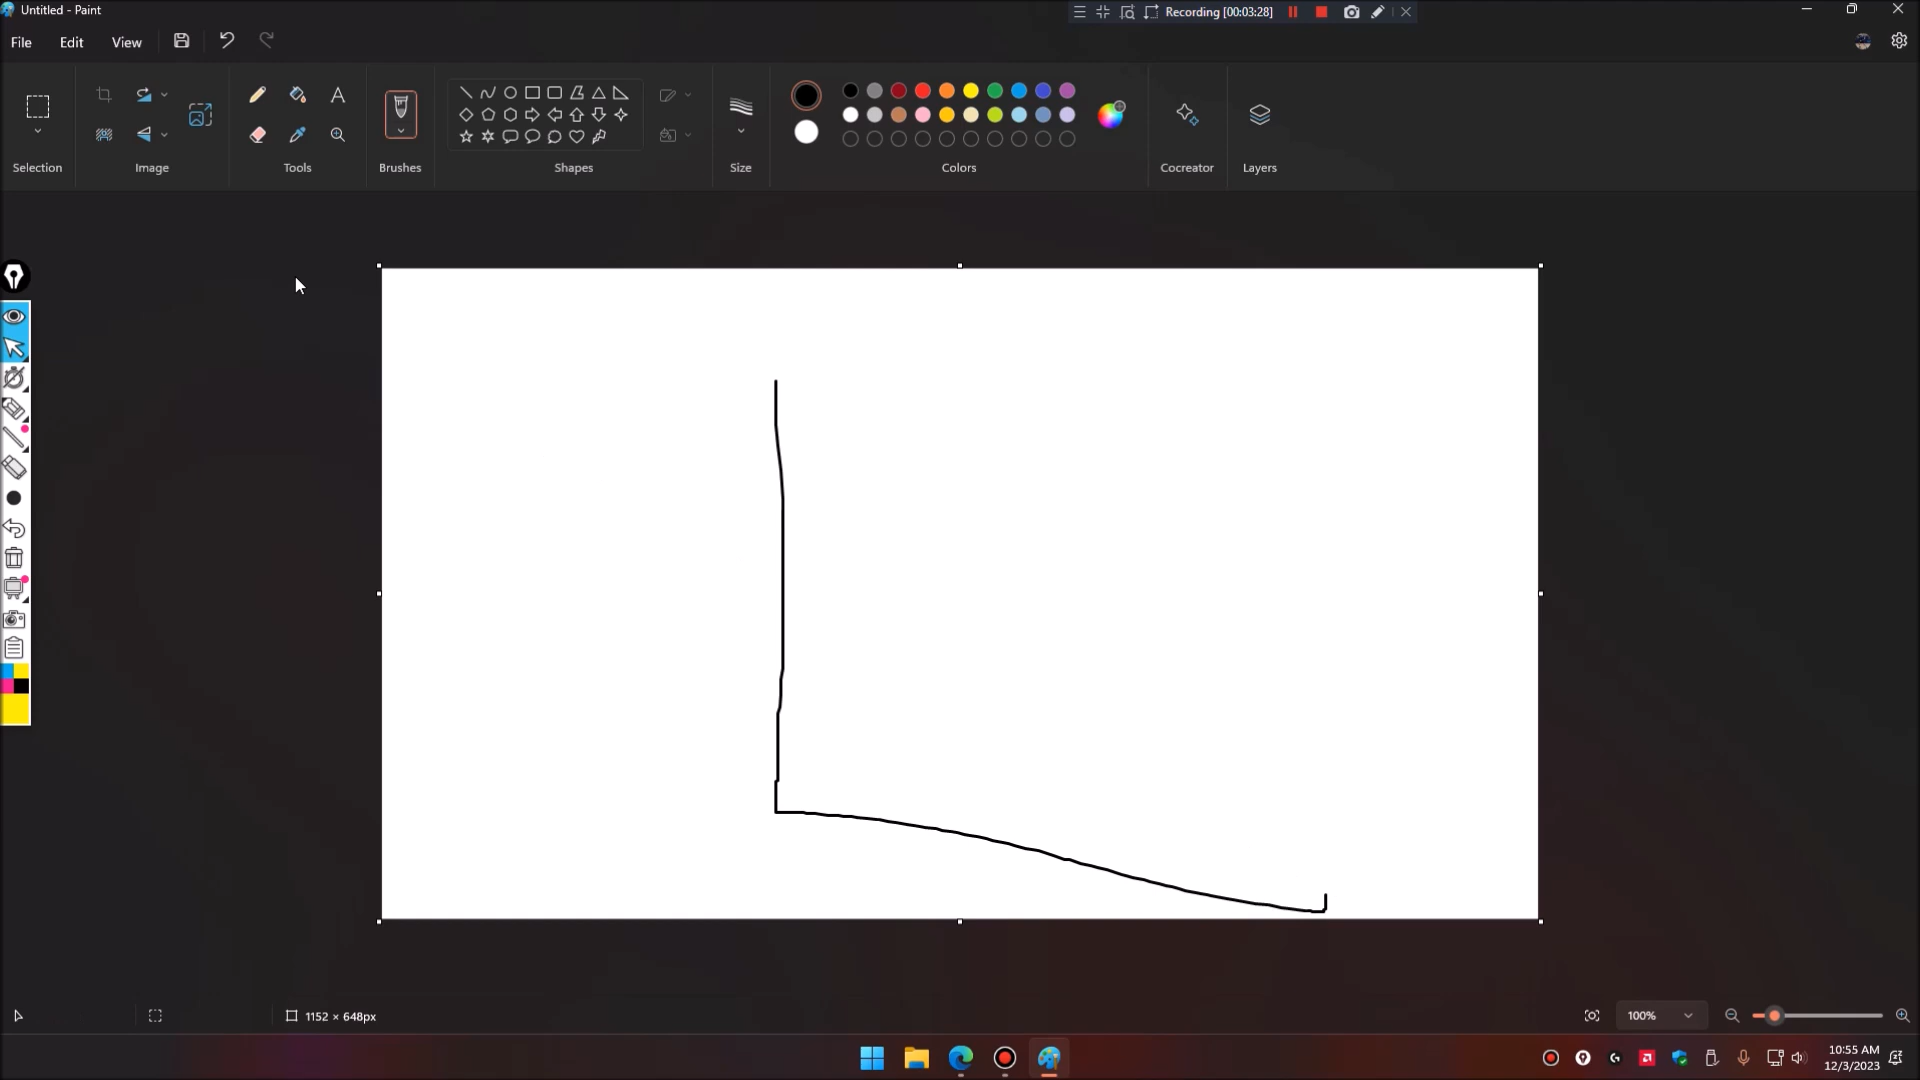 Untitled - Paint
Recording [00:03:28]
File Edit View
Selection Image Tools Brushes Shapes Size Colors Cocreator Layers
1152 × 648px
100%
10:55 AM
12/3/2023